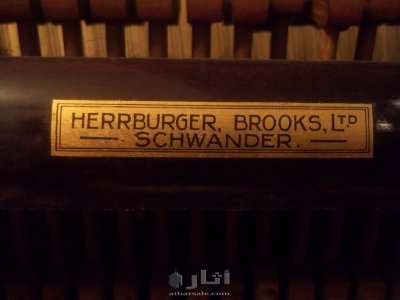 HERRBURGER, BROOKS, LTD
— SCHWANDER. —
آثار
atharsale.com